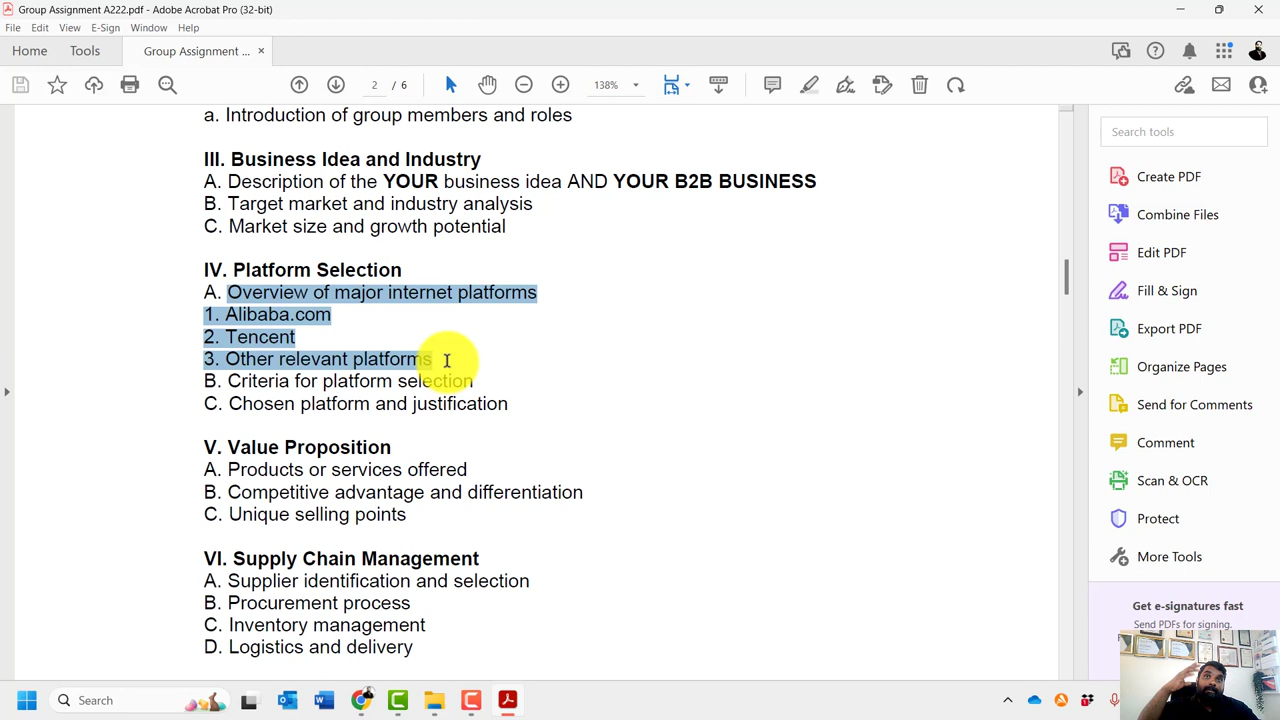 Group Assignment A222.pdf - Adobe Acrobat Pro (32-bit)
File Edit View E-Sign Window Help
Home Tools Group Assignment ... ×
2 / 6 138%
a. Introduction of group members and roles
III. Business Idea and Industry
A. Description of the YOUR business idea AND YOUR B2B BUSINESS
B. Target market and industry analysis
C. Market size and growth potential
IV. Platform Selection
A. Overview of major internet platforms
1. Alibaba.com
2. Tencent
3. Other relevant platforms
B. Criteria for platform selection
C. Chosen platform and justification
V. Value Proposition
A. Products or services offered
B. Competitive advantage and differentiation
C. Unique selling points
VI. Supply Chain Management
A. Supplier identification and selection
B. Procurement process
C. Inventory management
D. Logistics and delivery
Search tools
Create PDF
Combine Files
Edit PDF
Fill & Sign
Export PDF
Organize Pages
Send for Comments
Comment
Scan & OCR
Protect
More Tools
Get e-signatures fast
Send PDFs for signing.
Search